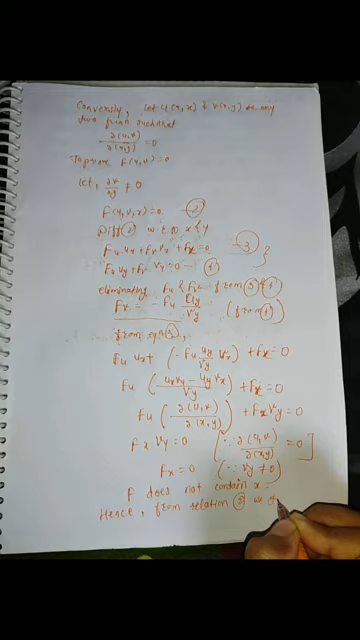 Conversly, let u(x,y) & v(x,y) be any
two funn such that
∂(u,v)/∂(x,y) = 0
To prove F(u,v) = 0
let, ∂v/∂y ≠ 0
F(u,v,x) = 0 — ②
Diff ② w.r.to x & y
Fu ux + Fv vx + Fx = 0 — ③
Fu uy + Fv vy = 0 — ④
eliminating Fu & Fv from ③ & ④
Fv = - Fu uy/vy (from ④)
from eqn ③,
Fu ux + (-Fu uy/vy vx) + Fx = 0
Fu (ux vy - uy vx / vy) + Fx = 0
Fu (∂(u,v)/∂(x,y)) + Fx vy = 0
Fx vy = 0 [∵ ∂(u,v)/∂(x,y) = 0]
Fx = 0 (∵ vy ≠ 0)
F does not contain x =
Hence, from relation ② w g